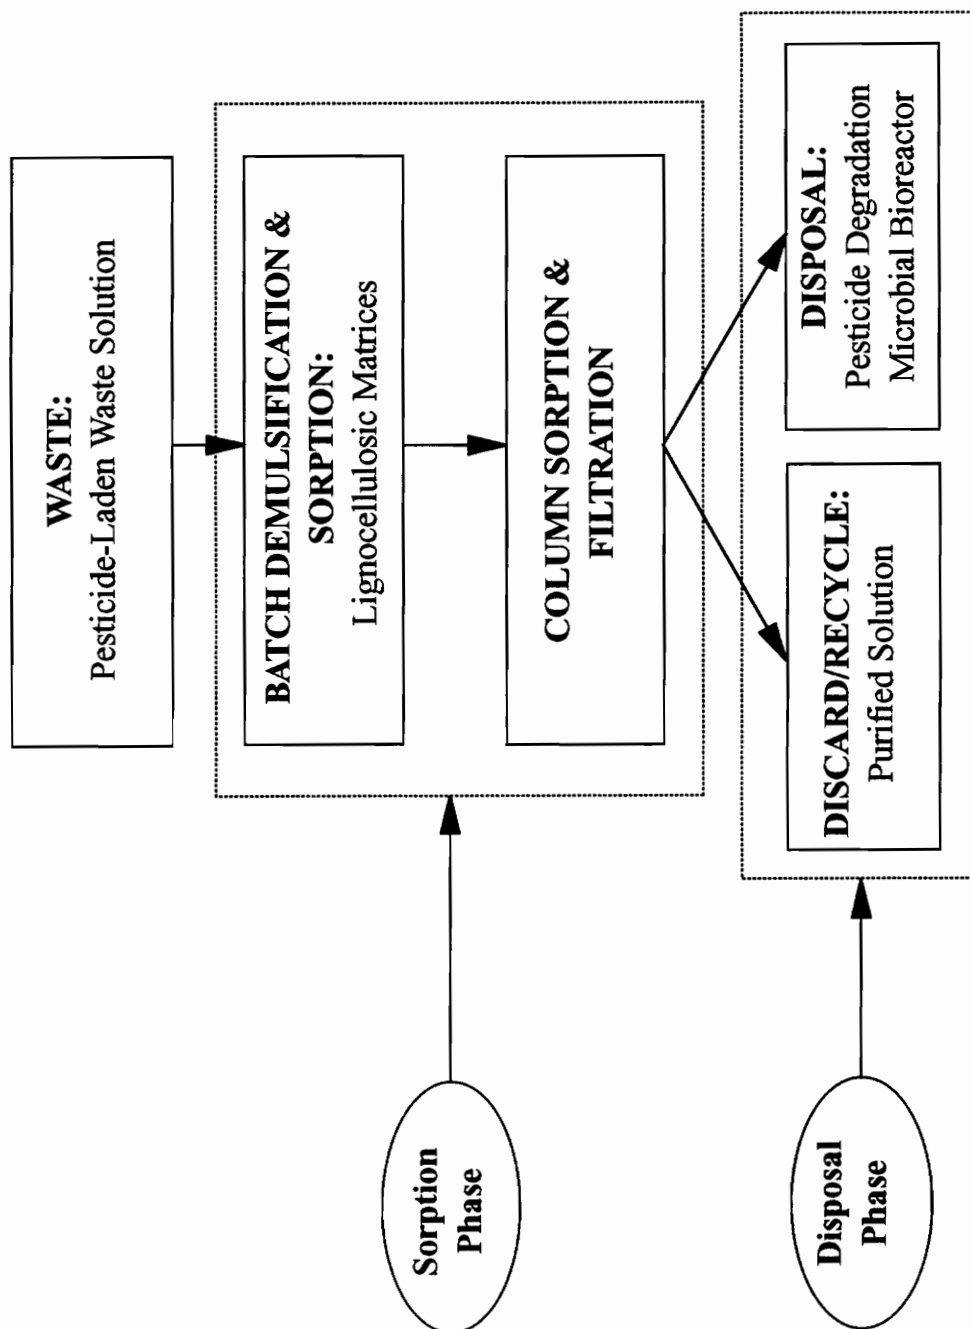 WASTE:
Pesticide-Laden Waste Solution
BATCH DEMULSIFICATION &
SORPTION:
Lignocellulosic Matrices
COLUMN SORPTION &
FILTRATION
DISCARD/RECYCLE:
Purified Solution
DISPOSAL:
Pesticide Degradation
Microbial Bioreactor
Sorption
Phase
Disposal
Phase